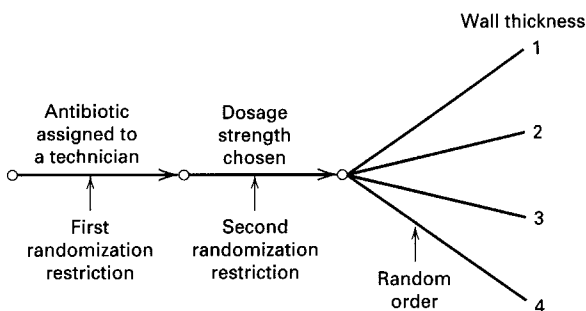 Wall thickness
1
Antibiotic
assigned to
a technician
Dosage
strength
chosen
2
First
randomization
restriction
Second
randomization
restriction
3
Random
order
4